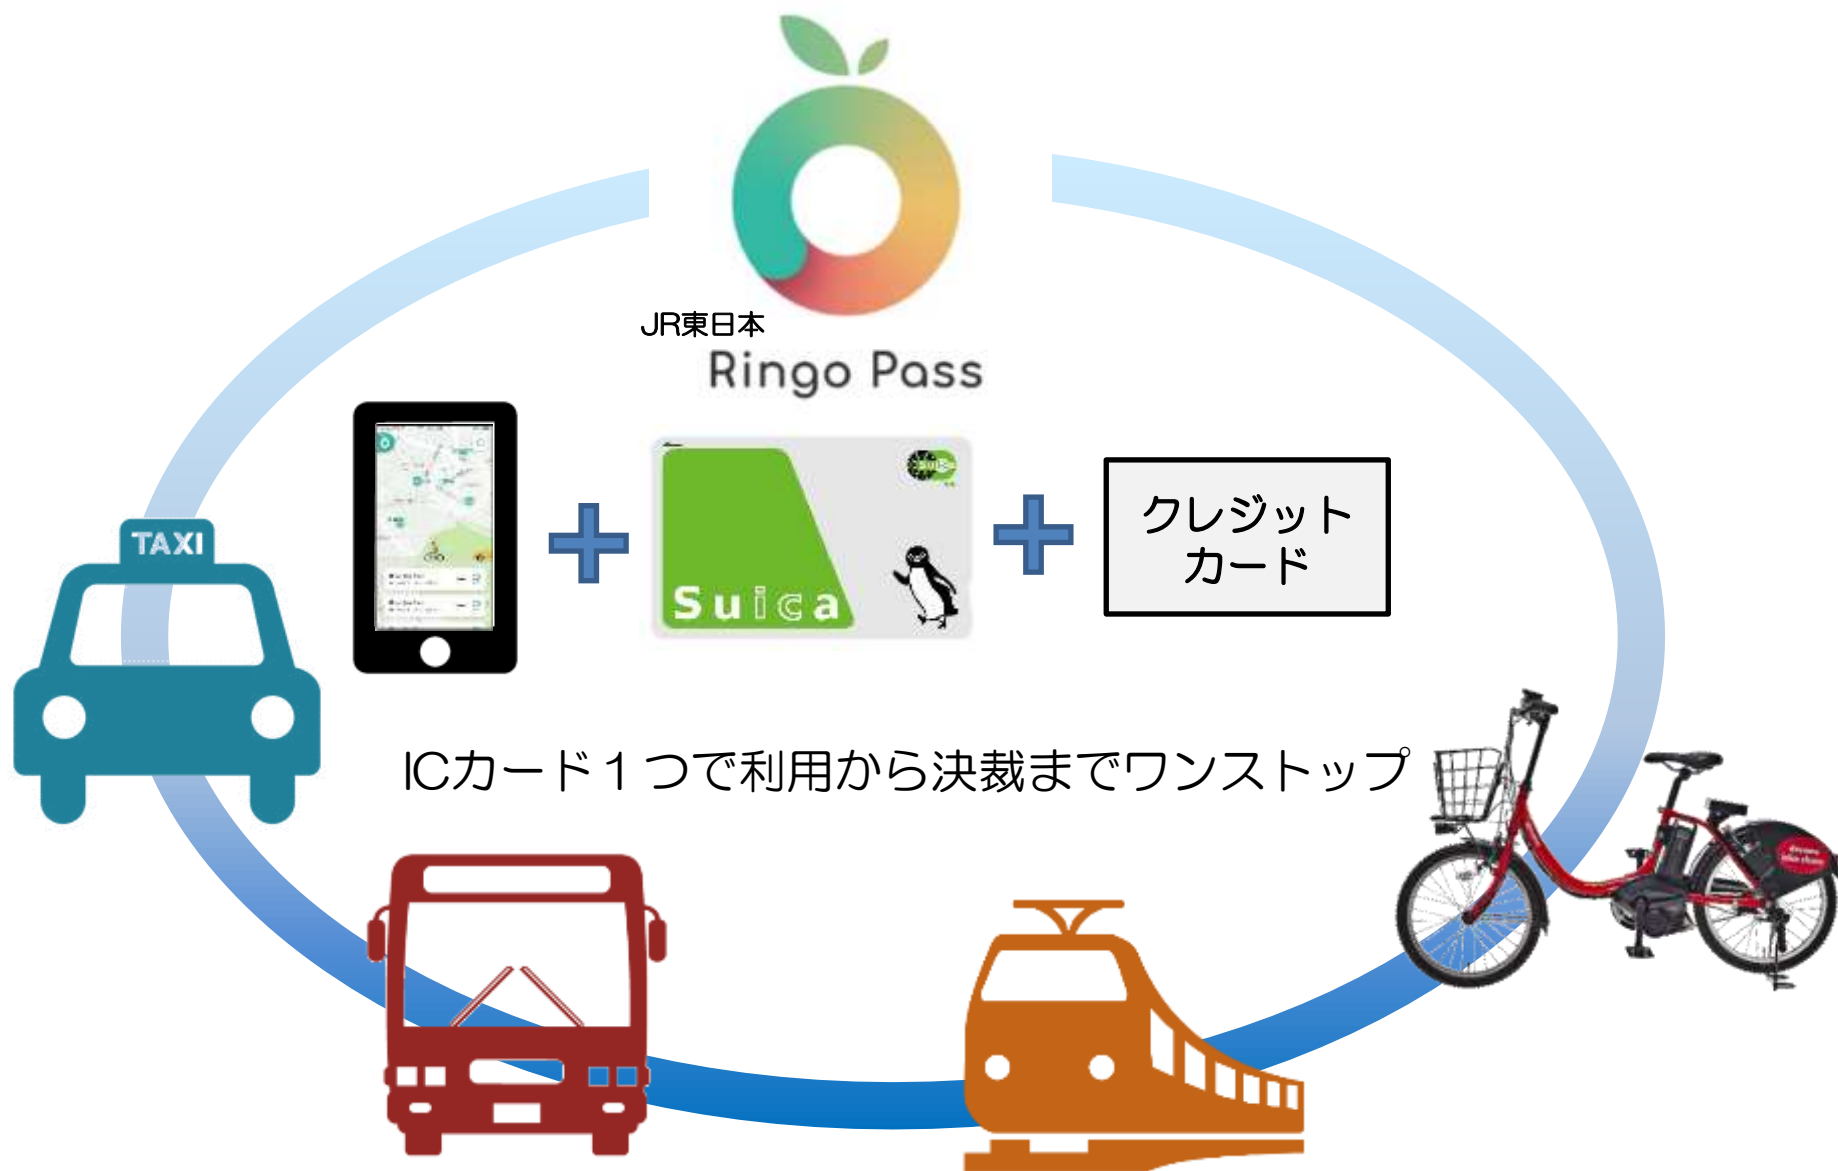 JR東日本
Ringo Pass
Suica
クレジット
カード
TAXI
ICカード１つで利用から決裁までワンストップ